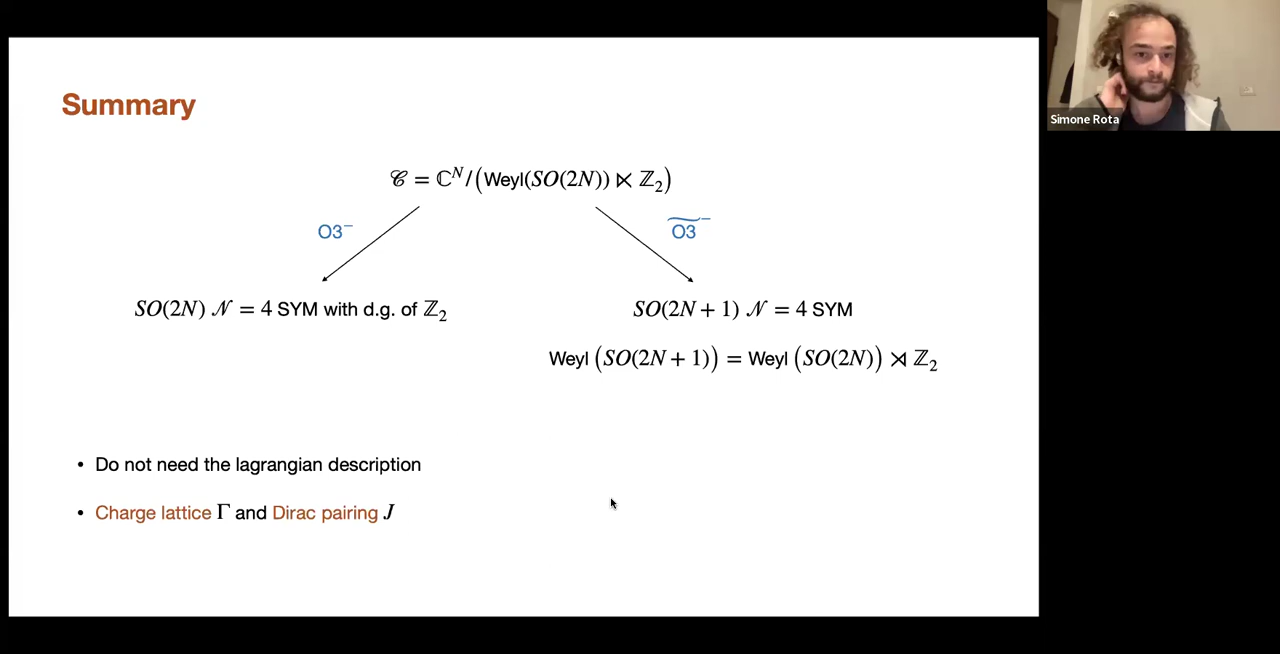 Summary
Simone Rota
𝒞 = ℂ^N/(Weyl(SO(2N)) ⋉ ℤ₂)
O3⁻
\widetilde{O3}⁻
SO(2N) 𝒩 = 4 SYM with d.g. of ℤ₂
SO(2N + 1) 𝒩 = 4 SYM
Weyl (SO(2N + 1)) = Weyl (SO(2N)) ⋊ ℤ₂
• Do not need the lagrangian description
• Charge lattice Γ and Dirac pairing J